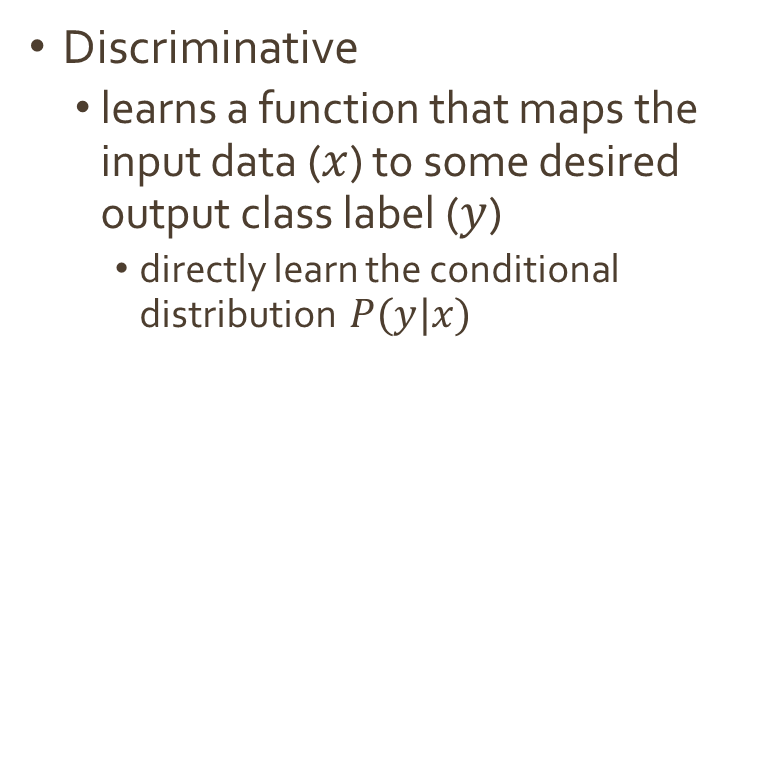 • Discriminative
• learns a function that maps the
input data (x) to some desired
output class label (y)
• directly learn the conditional
distribution P(y|x)